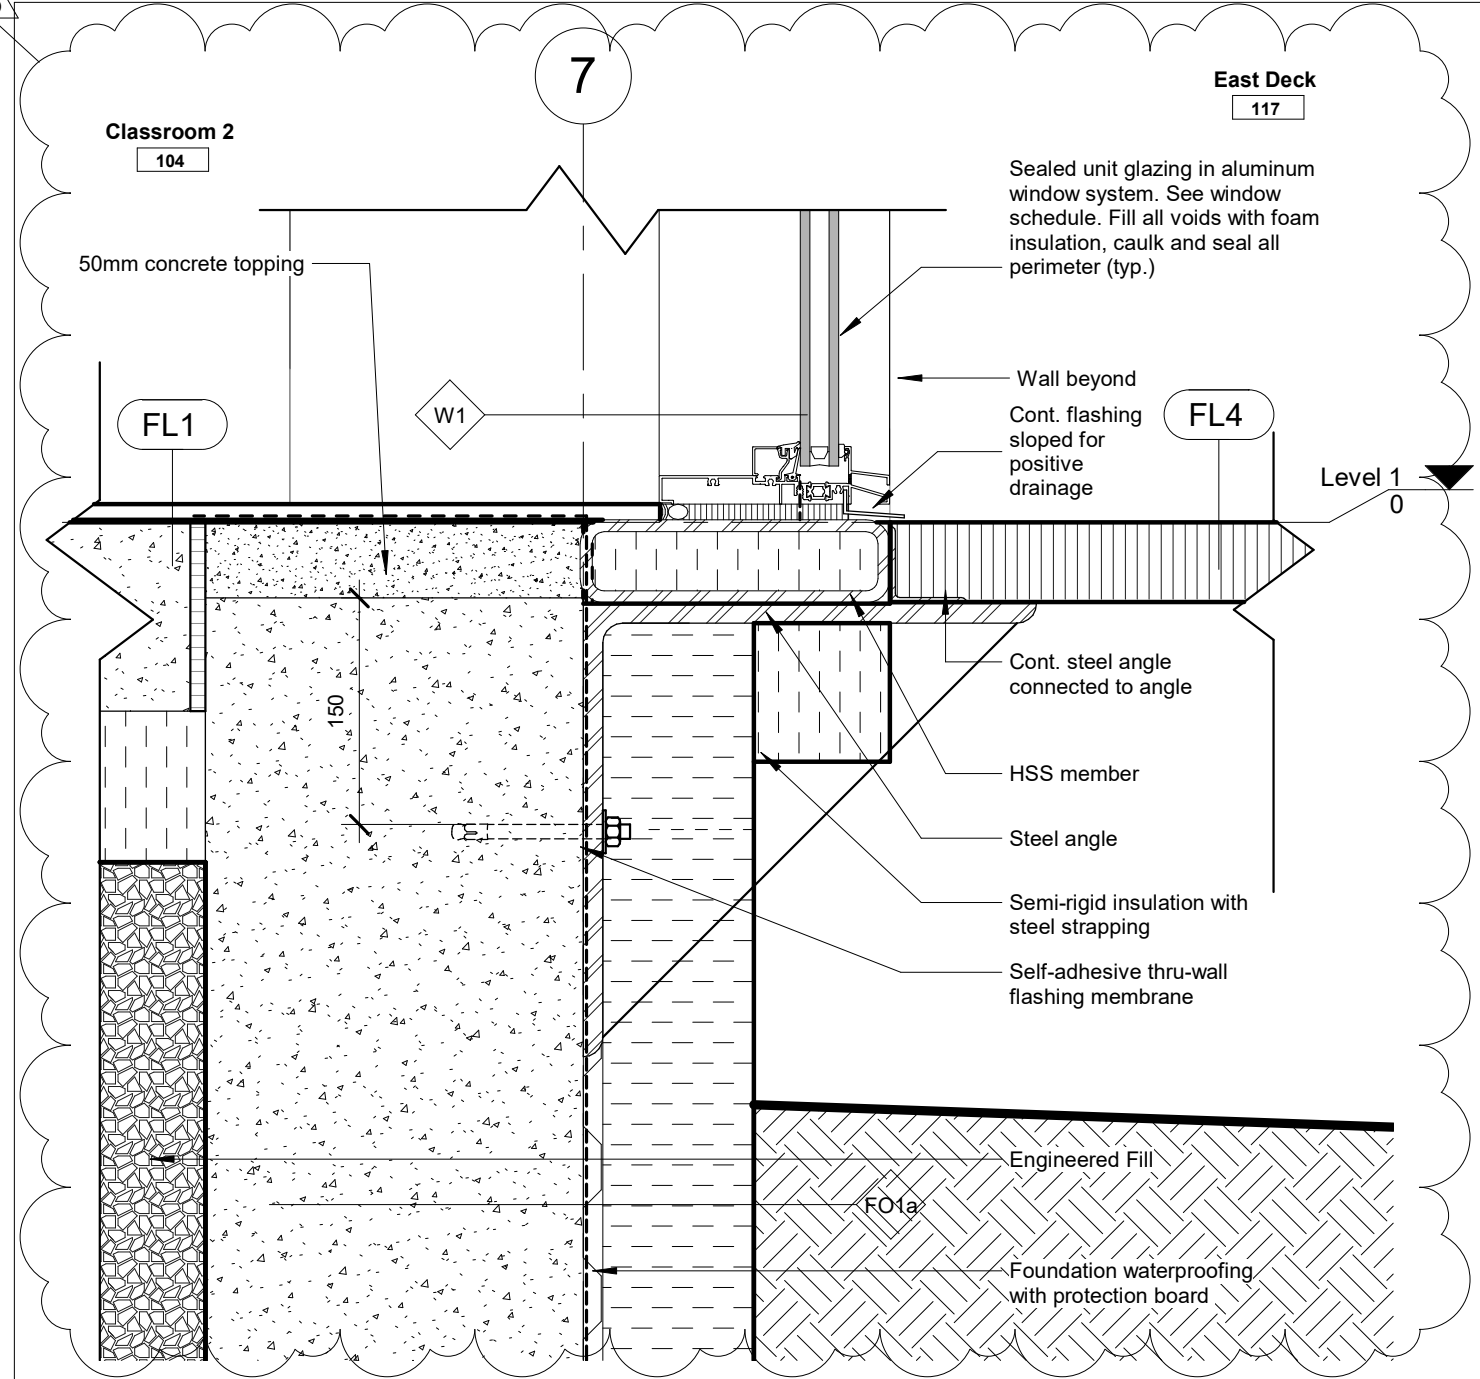 7
East Deck
117
Classroom 2
104
Sealed unit glazing in aluminum
window system. See window
schedule. Fill all voids with foam
insulation, caulk and seal all
perimeter (typ.)
50mm concrete topping
Wall beyond
W1
FL1
Cont. flashing
sloped for
positive
drainage
FL4
Level 1
0
150
Cont. steel angle
connected to angle
HSS member
Steel angle
Semi-rigid insulation with
steel strapping
Self-adhesive thru-wall
flashing membrane
Engineered Fill
FO1a
Foundation waterproofing
with protection board